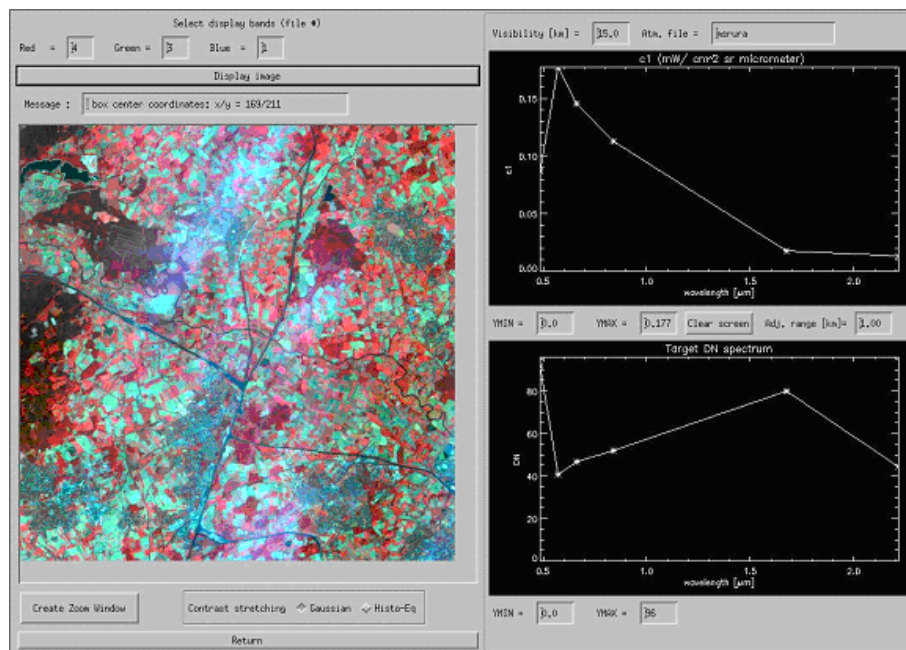 Select display bands (file #)
Red = 4 Green = 3 Blue = 1
Display image
Message : box center coordinates: x/y = 169/211
Create Zoom Window
Contrast stretching Gaussian Histo-Eq
Return
Visibility [km] = 15.0 Atm. file = morura
c1 (mW/ cm^2 sr micrometer)
0.15
0.10
c1
0.05
0.00
0.5 1.0 1.5 2.0
wavelength [µm]
YMIN = 0.0 YMAX = 0.177 Clear screen Adj. range [km]= 1.00
Target DN spectrum
80
60
DN
40
20
0
0.5 1.0 1.5 2.0
wavelength [µm]
YMIN = 0.0 YMAX = 96